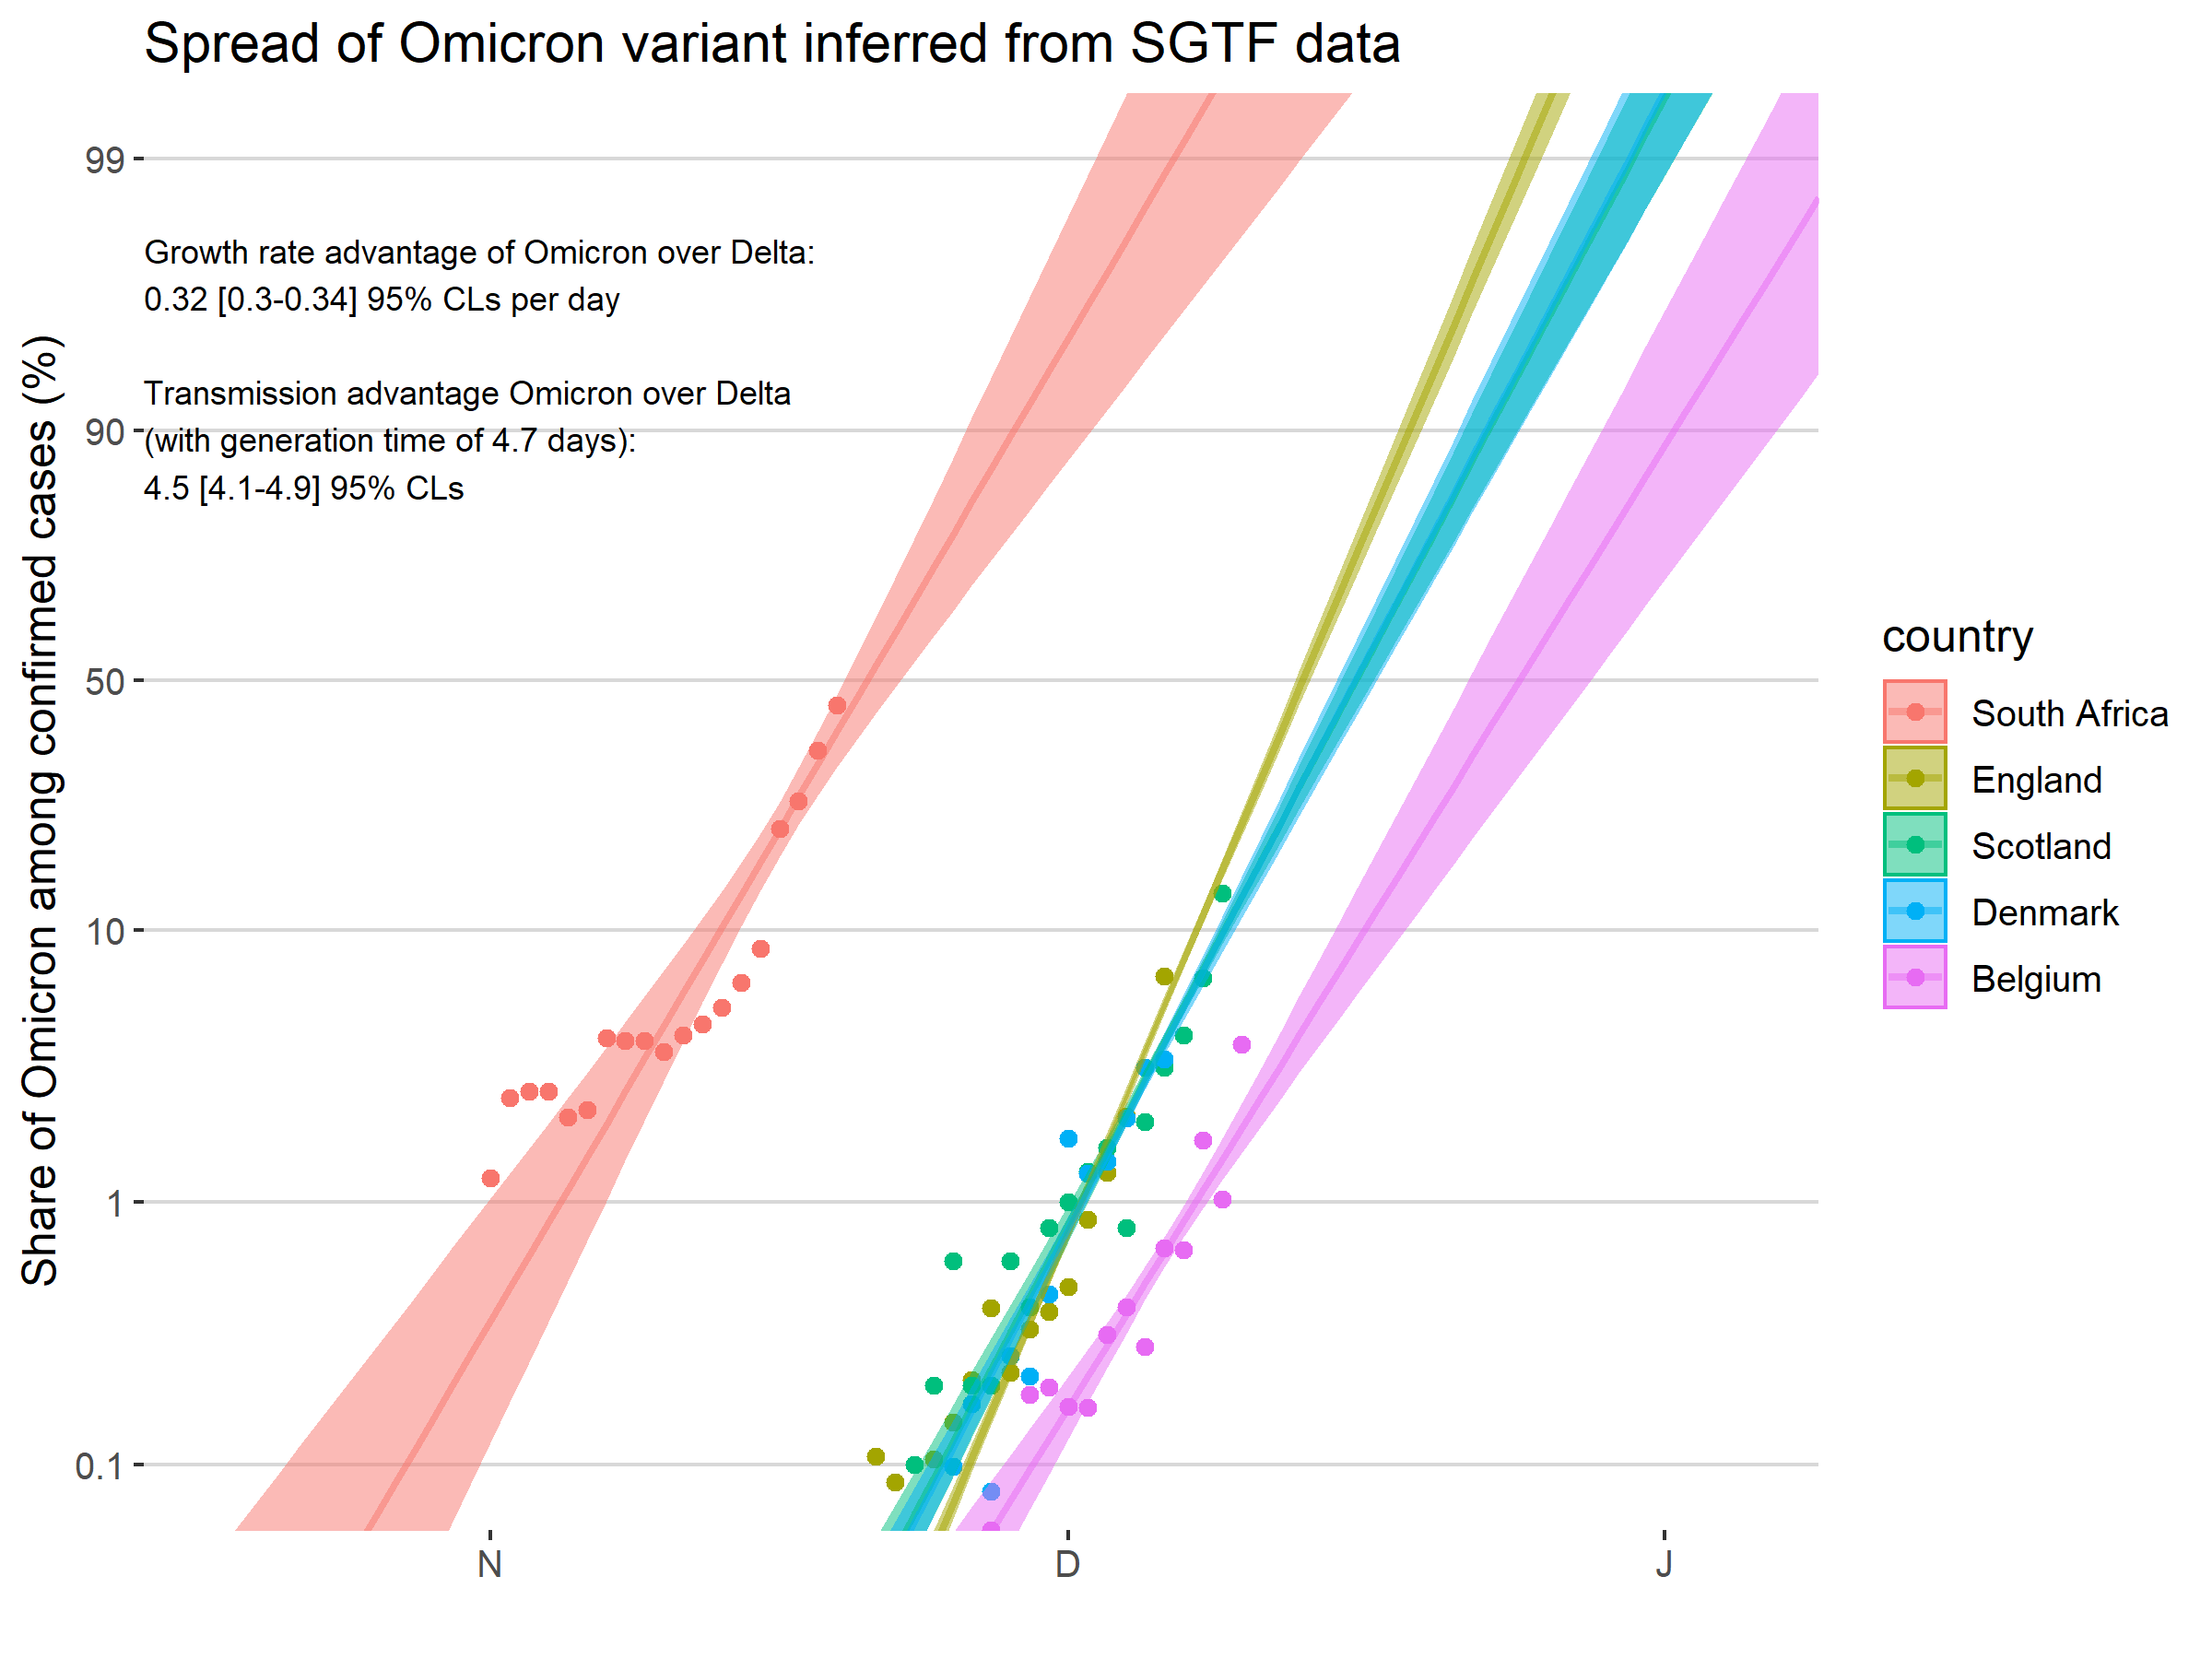 Spread of Omicron variant inferred from SGTF data
Share of Omicron among confirmed cases (%)
99
90
50
10
1
0.1
Growth rate advantage of Omicron over Delta:
0.32 [0.3-0.34] 95% CLs per day
Transmission advantage Omicron over Delta
(with generation time of 4.7 days):
4.5 [4.1-4.9] 95% CLs
N
D
J
country
South Africa
England
Scotland
Denmark
Belgium